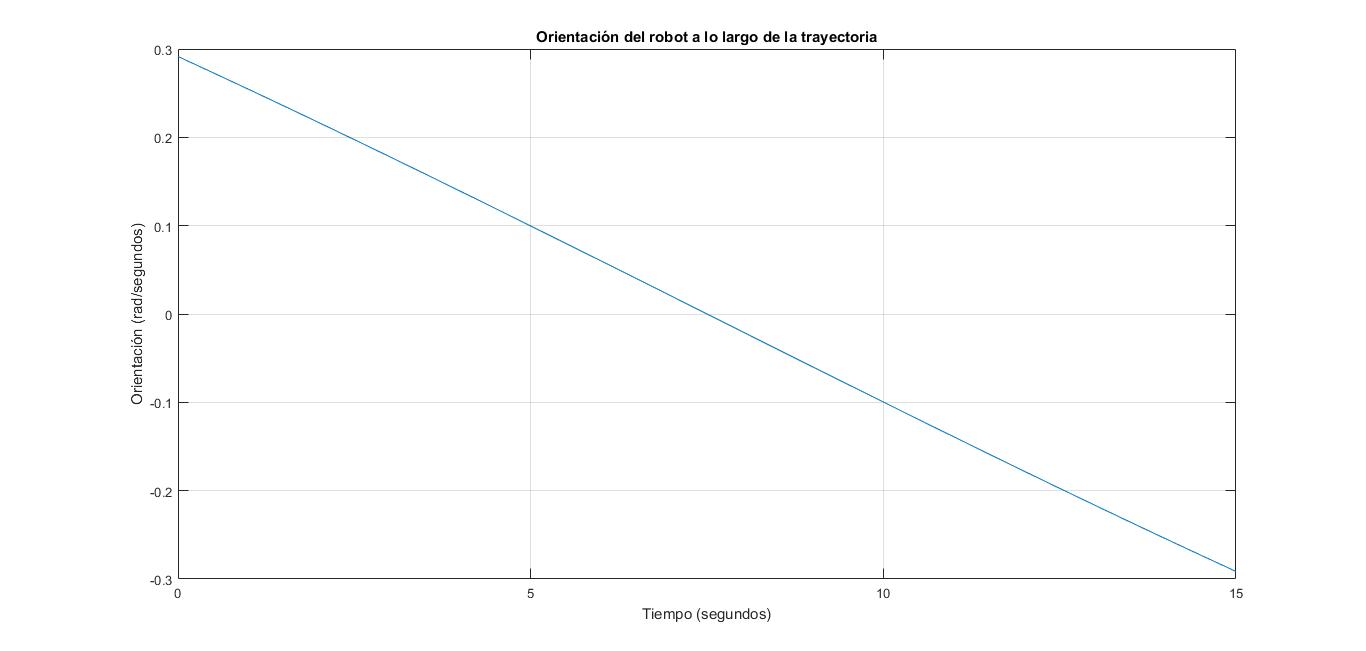 Orientación del robot a lo largo de la trayectoria
0.3
0.2
0.1
0
-0.1
-0.2
-0.3
Orientación (rad/segundos)
0 5 10 15
Tiempo (segundos)